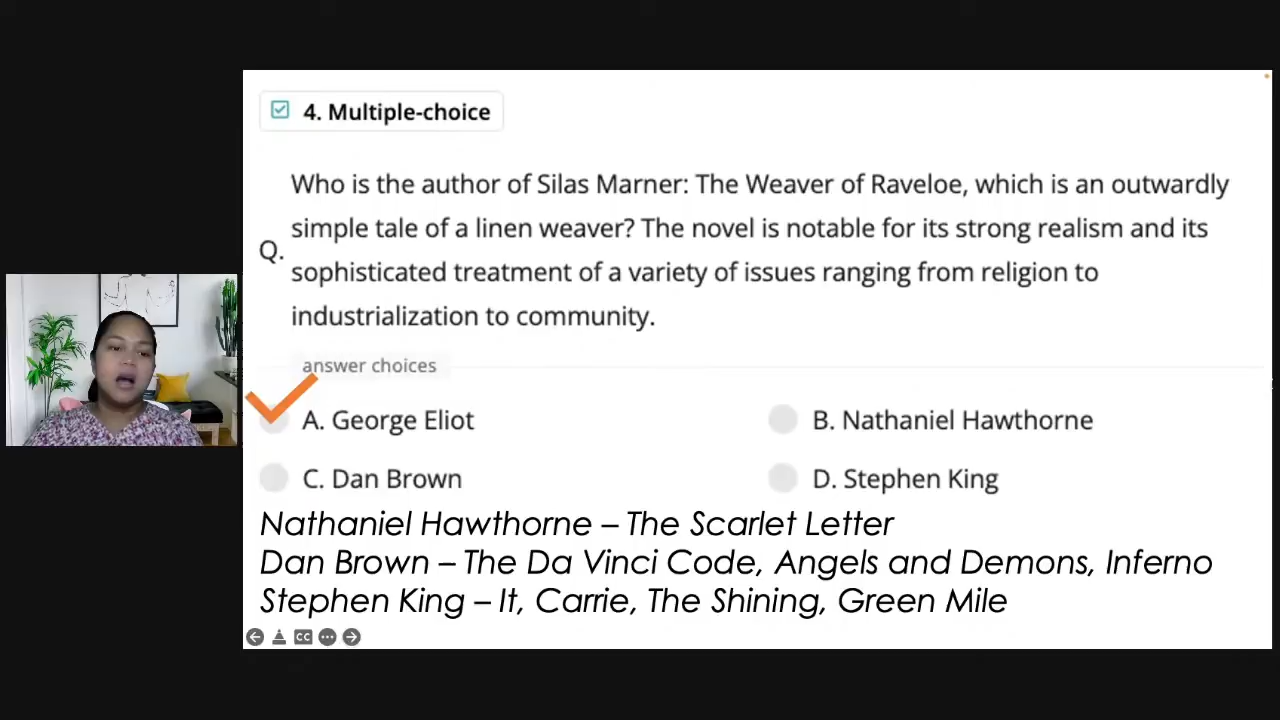 4. Multiple-choice
Who is the author of Silas Marner: The Weaver of Raveloe, which is an outwardly
simple tale of a linen weaver? The novel is notable for its strong realism and its
Q.
sophisticated treatment of a variety of issues ranging from religion to
industrialization to community.
answer choices
A. George Eliot
B. Nathaniel Hawthorne
C. Dan Brown
D. Stephen King
Nathaniel Hawthorne – The Scarlet Letter
Dan Brown – The Da Vinci Code, Angels and Demons, Inferno
Stephen King – It, Carrie, The Shining, Green Mile
CC